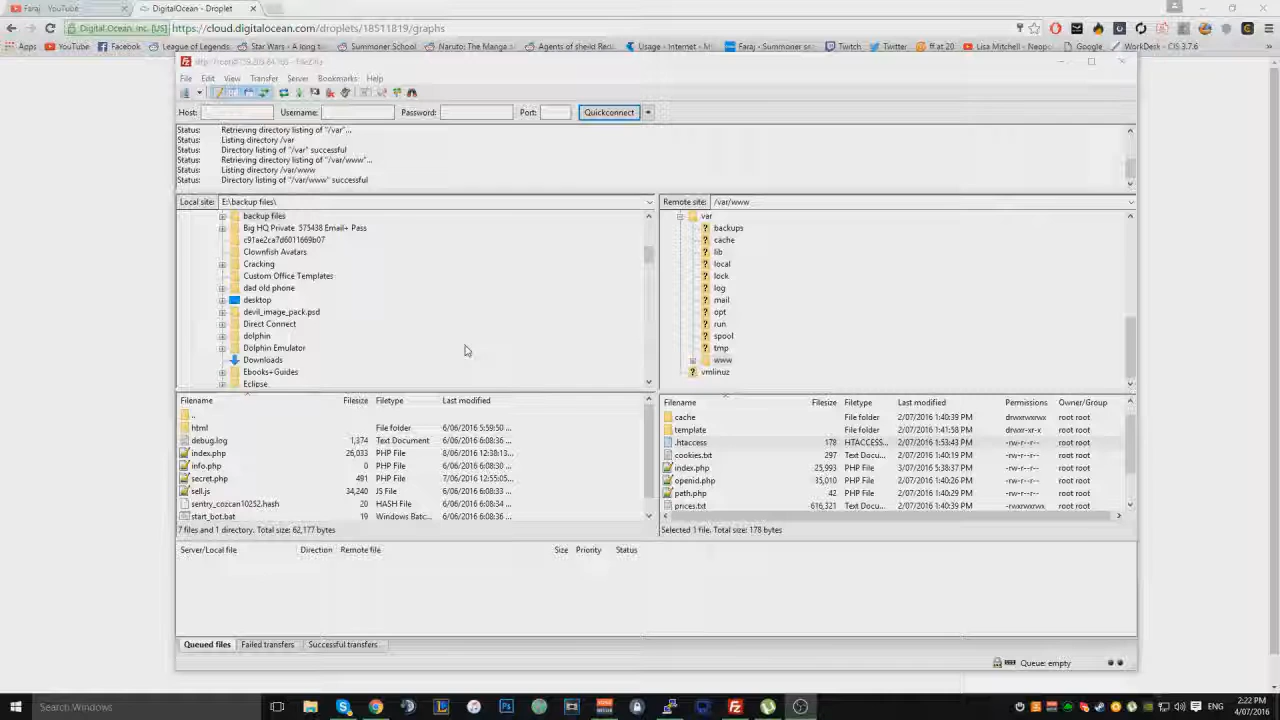 Faraj - YouTube
DigitalOcean - Droplet
Digital Ocean, Inc. [US] https://cloud.digitalocean.com/droplets/18511819/graphs
Apps YouTube Facebook League of Legends Summoner School Twitch Twitter ff at 20 Google WorkDesk - CIS 3.7.6
File Edit View Transfer Server Bookmarks Help
Host: Username: Password: Port: Quickconnect
Status: Retrieving directory listing of "/var"...
Status: Listing directory /var
Status: Directory listing of "/var" successful
Status: Retrieving directory listing of "/var/www"...
Status: Listing directory /var/www
Status: Directory listing of "/var/www" successful
Local site: E:\backup files\
Remote site: /var/www
backup files
Big HQ Private 575438 Email+ Pass
c91ae2ca7d6011669b07
Clownfish Avatars
Cracking
Custom Office Templates
dad old phone
desktop
devil_image_pack.psd
Direct Connect
dolphin
Dolphin Emulator
Downloads
Ebooks+Guides
Eclipse
var
backups
cache
lib
local
lock
log
mail
opt
run
spool
tmp
www
vmlinuz
Filename Filesize Filetype Last modified
..
html File folder 6/06/2016 5:59:50 ...
debug.log 1,374 Text Document 6/06/2016 6:08:36 ...
index.php 26,033 PHP File 8/06/2016 12:38:13...
info.php 0 PHP File 6/06/2016 6:08:30 ...
secret.php 491 PHP File 7/06/2016 12:55:05...
sell.js 34,240 JS File 6/06/2016 6:08:33 ...
sentry_cozcan10252.hash 20 HASH File 6/06/2016 6:08:34 ...
start_bot.bat 19 Windows Batc... 6/06/2016 6:08:36 ...
7 files and 1 directory. Total size: 62,177 bytes
Filename Filesize Filetype Last modified Permissions Owner/Group
cache File folder 2/07/2016 1:40:39 PM drwxrwxrwx root root
template File folder 2/07/2016 1:41:58 PM drwxr-xr-x root root
.htaccess 178 HTACCESS... 2/07/2016 1:53:43 PM -rw-r--r-- root root
cookies.txt 297 Text Docu... 2/07/2016 1:40:19 PM -rw-r--r-- root root
index.php 25,993 PHP File 3/07/2016 5:38:37 PM -rw-r--r-- root root
openid.php 35,010 PHP File 2/07/2016 1:40:29 PM -rw-r--r-- root root
path.php 42 PHP File 2/07/2016 1:40:29 PM -rw-r--r-- root root
prices.txt 616,321 Text Docu... 2/07/2016 1:40:39 PM -rwxrwxrwx root root
Selected 1 file. Total size: 178 bytes
Server/Local file Direction Remote file Size Priority Status
Queued files Failed transfers Successful transfers
Queue: empty
Search Windows
ENG
2:22 PM
4/07/2016